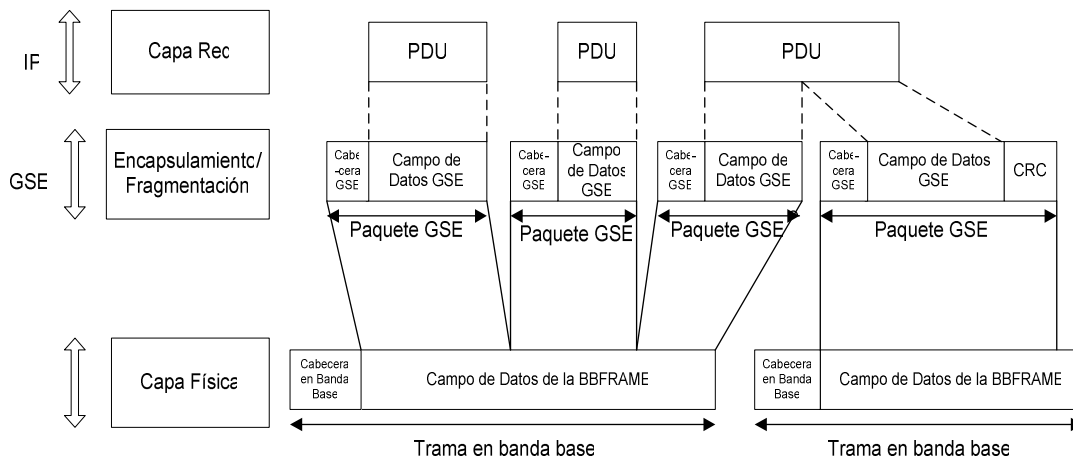 IP
Capa Red
PDU
PDU
PDU
GSE
Encapsulamiento/
Fragmentación
Cabe-
-cera
GSE
Campo de
Datos GSE
Cabe-
cera
GSE
Campo
de Datos
GSE
Cabe-
cera
GSE
Campo de
Datos GSE
Cabe-
cera
GSE
Campo de Datos
GSE
CRC
Paquete GSE
Paquete GSE
Paquete GSE
Paquete GSE
Capa Física
Cabecera
en Banda
Base
Campo de Datos de la BBFRAME
Cabecera
en Banda
Base
Campo de Datos de la BBFRAME
Trama en banda base
Trama en banda base